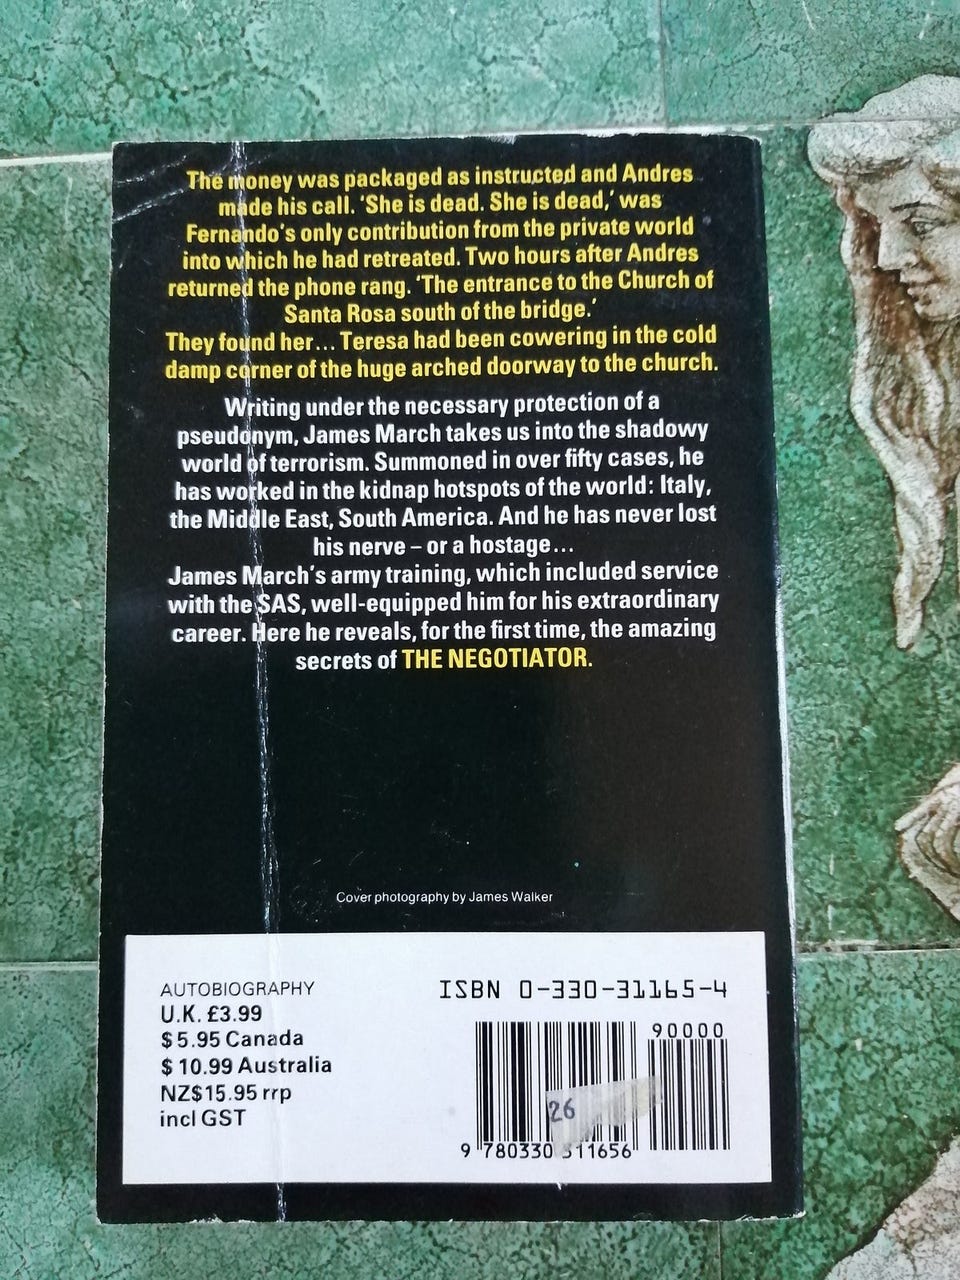 The money was packaged as instructed and Andres
made his call. 'She is dead. She is dead,' was
Fernando's only contribution from the private world
into which he had retreated. Two hours after Andres
returned the phone rang. 'The entrance to the Church of
Santa Rosa south of the bridge.'
They found her... Teresa had been cowering in the cold
damp corner of the huge arched doorway to the church.
Writing under the necessary protection of a
pseudonym, James March takes us into the shadowy
world of terrorism. Summoned in over fifty cases, he
has worked in the kidnap hotspots of the world: Italy,
the Middle East, South America. And he has never lost
his nerve – or a hostage...
James March's army training, which included service
with the SAS, well-equipped him for his extraordinary
career. Here he reveals, for the first time, the amazing
secrets of THE NEGOTIATOR.
Cover photography by James Walker
AUTOBIOGRAPHY
U.K. £3.99
$5.95 Canada
$10.99 Australia
NZ$15.95 rrp
incl GST
ISBN 0-330-31165-4
90000
26
9 780330 311656